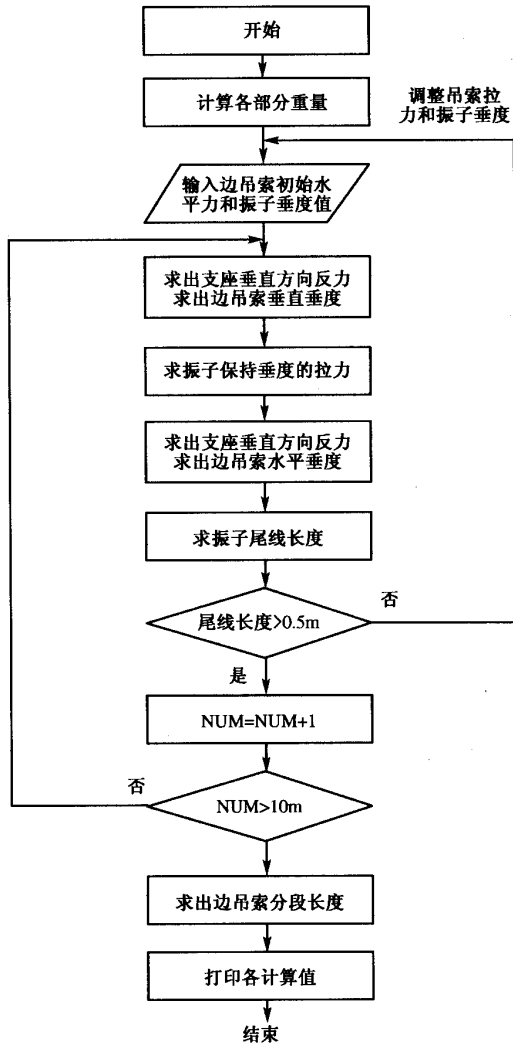 开始
计算各部分重量
调整吊索拉
力和振子垂度
输入边吊索初始水
平力和振子垂度值
求出支座垂直方向反力
求出边吊索垂直垂度
求振子保持垂度的拉力
求出支座垂直方向反力
求出边吊索水平垂度
求振子尾线长度
尾线长度>0.5m
否
是
NUM=NUM+1
否
NUM>10m
求出边吊索分段长度
打印各计算值
结束